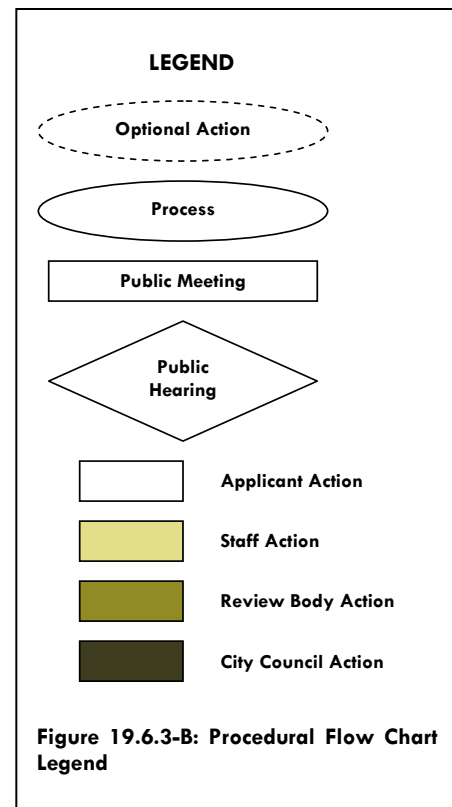 LEGEND
Optional Action
Process
Public Meeting
Public
Hearing
Applicant Action
Staff Action
Review Body Action
City Council Action
Figure 19.6.3-B: Procedural Flow Chart
Legend